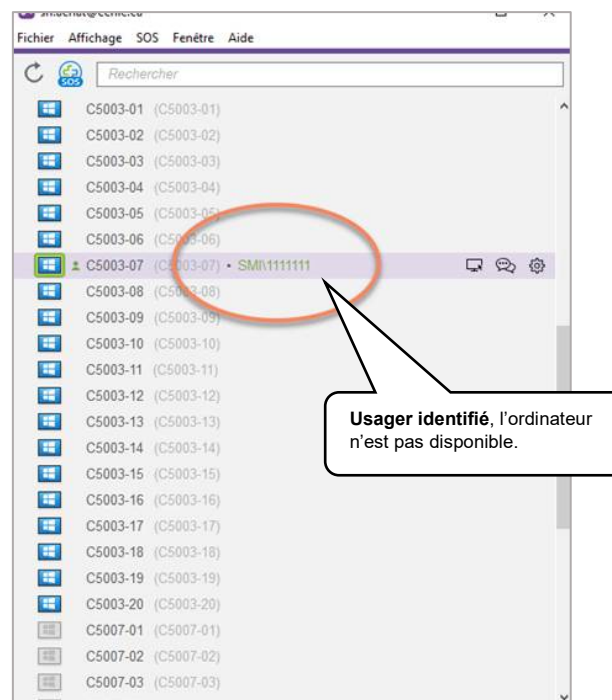 Fichier Affichage SOS Fenêtre Aide
SOS Rechercher
C5003-01 (C5003-01)
C5003-02 (C5003-02)
C5003-03 (C5003-03)
C5003-04 (C5003-04)
C5003-05 (C5003-05)
C5003-06 (C5003-06)
C5003-07 (C5003-07) • SMI\1111111
C5003-08 (C5003-08)
C5003-09 (C5003-09)
C5003-10 (C5003-10)
C5003-11 (C5003-11)
C5003-12 (C5003-12)
C5003-13 (C5003-13)
C5003-14 (C5003-14)
C5003-15 (C5003-15)
C5003-16 (C5003-16)
C5003-17 (C5003-17)
C5003-18 (C5003-18)
C5003-19 (C5003-19)
C5003-20 (C5003-20)
C5007-01 (C5007-01)
C5007-02 (C5007-02)
C5007-03 (C5007-03)
Usager identifié, l’ordinateur
n’est pas disponible.